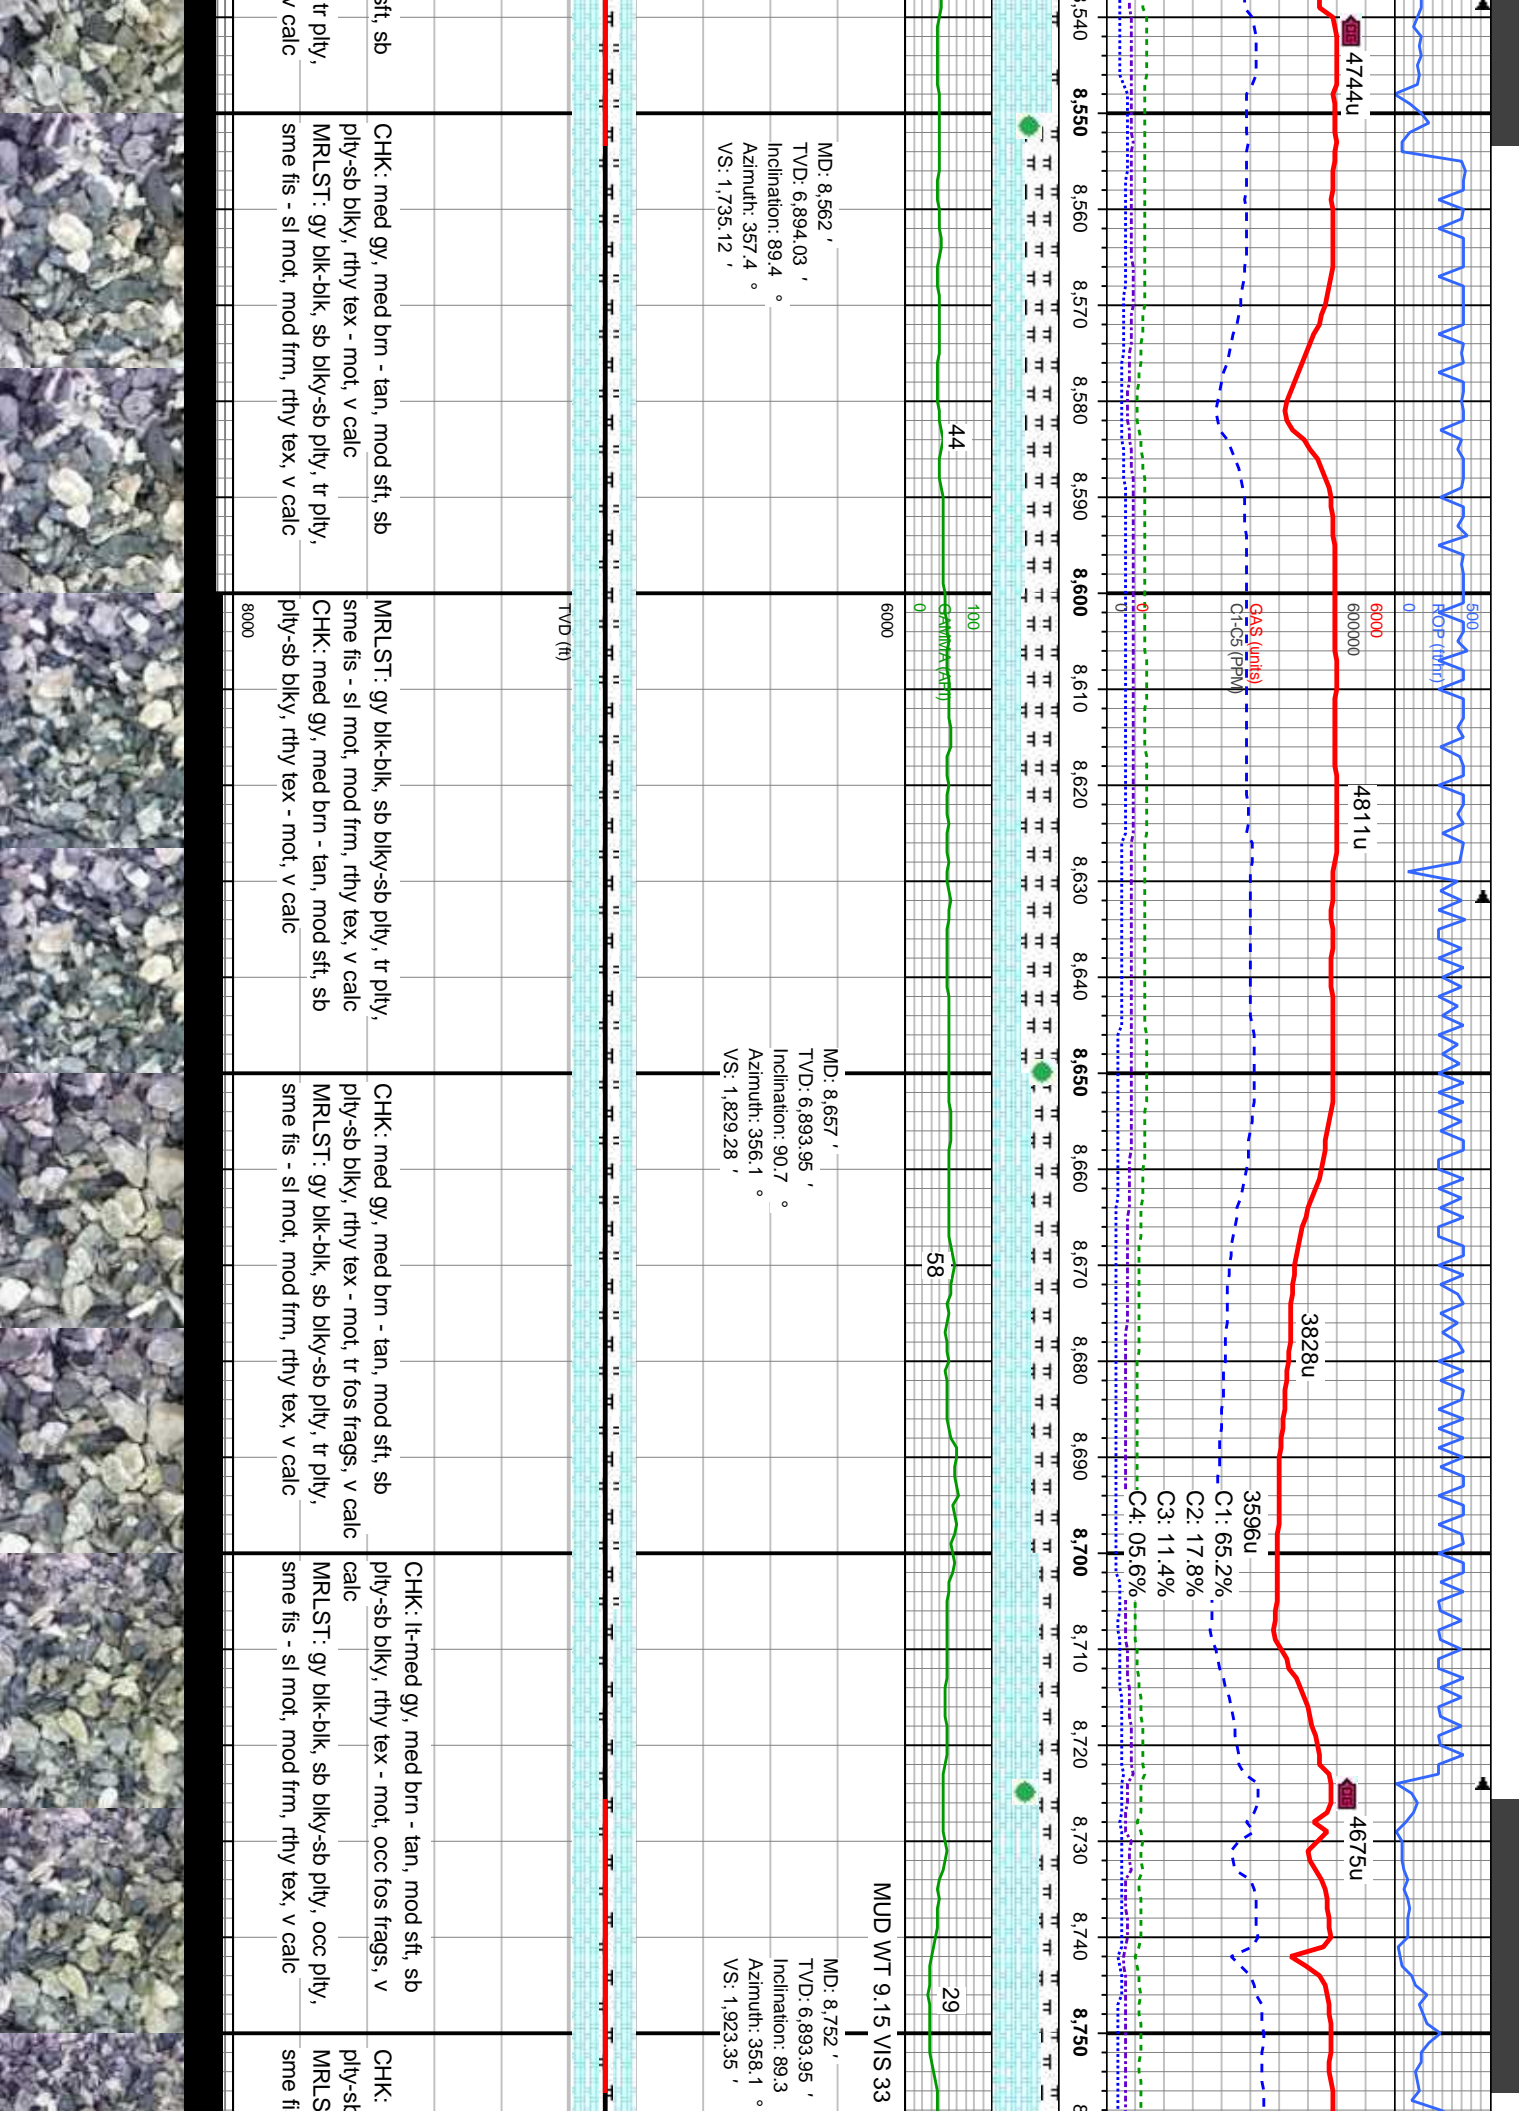 8,540
8,550
8,560
8,570
8,580
8,590
8,600
8,610
8,620
8,630
8,640
8,650
8,660
8,670
8,680
8,690
8,700
8,710
8,720
8,730
8,740
8,750
500
ROP (ft/hr)
0
6000
600000
GAS (units)
C1-C5 (PPM)
0
0
4744u
4811u
3828u
3596u
C1: 65.2%
C2: 17.8%
C3: 11.4%
C4: 05.6%
4675u
100
GAMMA (API)
0
44
58
29
MUD WT 9.15 VIS 33
6000
TVD (ft)
8000
MD: 8,562 '
TVD: 6,894.03 '
Inclination: 89.4 °
Azimuth: 357.4 °
VS: 1,735.12 '
MD: 8,657 '
TVD: 6,893.95 '
Inclination: 90.7 °
Azimuth: 356.1 °
VS: 1,829.28 '
MD: 8,752 '
TVD: 6,893.95 '
Inclination: 89.3 °
Azimuth: 358.1 °
VS: 1,923.35 '
sft, sb
tr plty,
v calc
CHK: med gy, med brn - tan, mod sft, sb
plty-sb blky, rthy tex - mot, v calc
MRLST: gy blk-blk, sb blky-sb plty, tr plty,
sme fis - sl mot, mod frm, rthy tex, v calc
MRLST: gy blk-blk, sb blky-sb plty, tr plty,
sme fis - sl mot, mod frm, rthy tex, v calc
CHK: med gy, med brn - tan, mod sft, sb
plty-sb blky, rthy tex - mot, v calc
CHK: med gy, med brn - tan, mod sft, sb
plty-sb blky, rthy tex - mot, tr fos frags, v calc
MRLST: gy blk-blk, sb blky-sb plty, tr plty,
sme fis - sl mot, mod frm, rthy tex, v calc
CHK: lt-med gy, med brn - tan, mod sft, sb
plty-sb blky, rthy tex - mot, occ fos frags, v
calc
MRLST: gy blk-blk, sb blky-sb plty, occ plty,
sme fis - sl mot, mod frm, rthy tex, v calc
CHK:
plty-sb
MRLS
sme fi